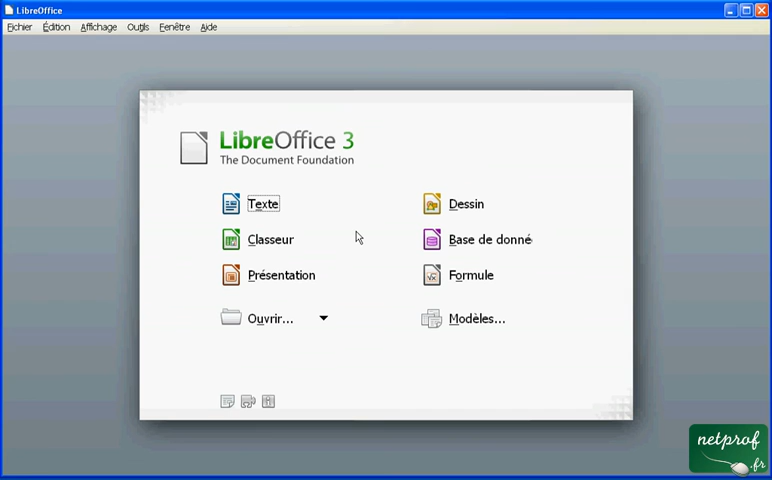 LibreOffice
Fichier Édition Affichage Outils Fenêtre Aide
LibreOffice 3
The Document Foundation
Texte
Dessin
Classeur
Base de donné
Présentation
Formule
Ouvrir...
Modèles...
netprof
.fr